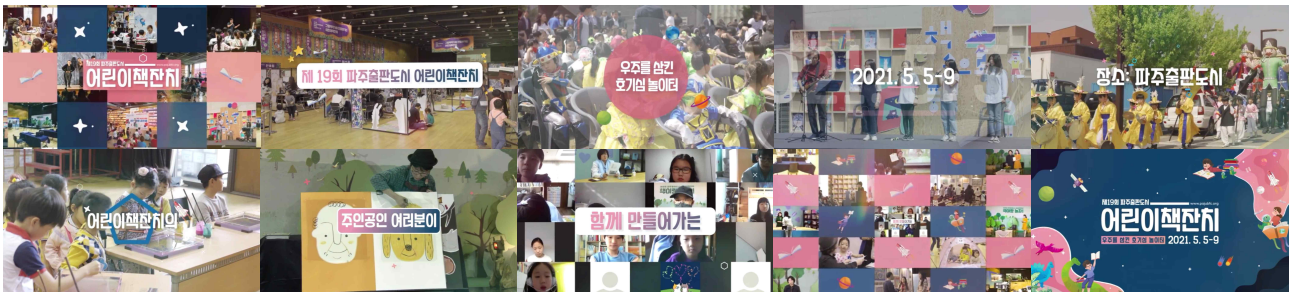 제19회 파주출판도시
어린이책잔치
제 19회 파주출판도시 어린이책잔치
우주를 삼킨
호기심 놀이터
2021. 5. 5-9
장소: 파주출판도시
어린이책잔치의
주인공인 여러분이
함께 만들어가는
제19회 파주출판도시
어린이책잔치
우주를 삼킨 호기심 놀이터 2021. 5. 5-9